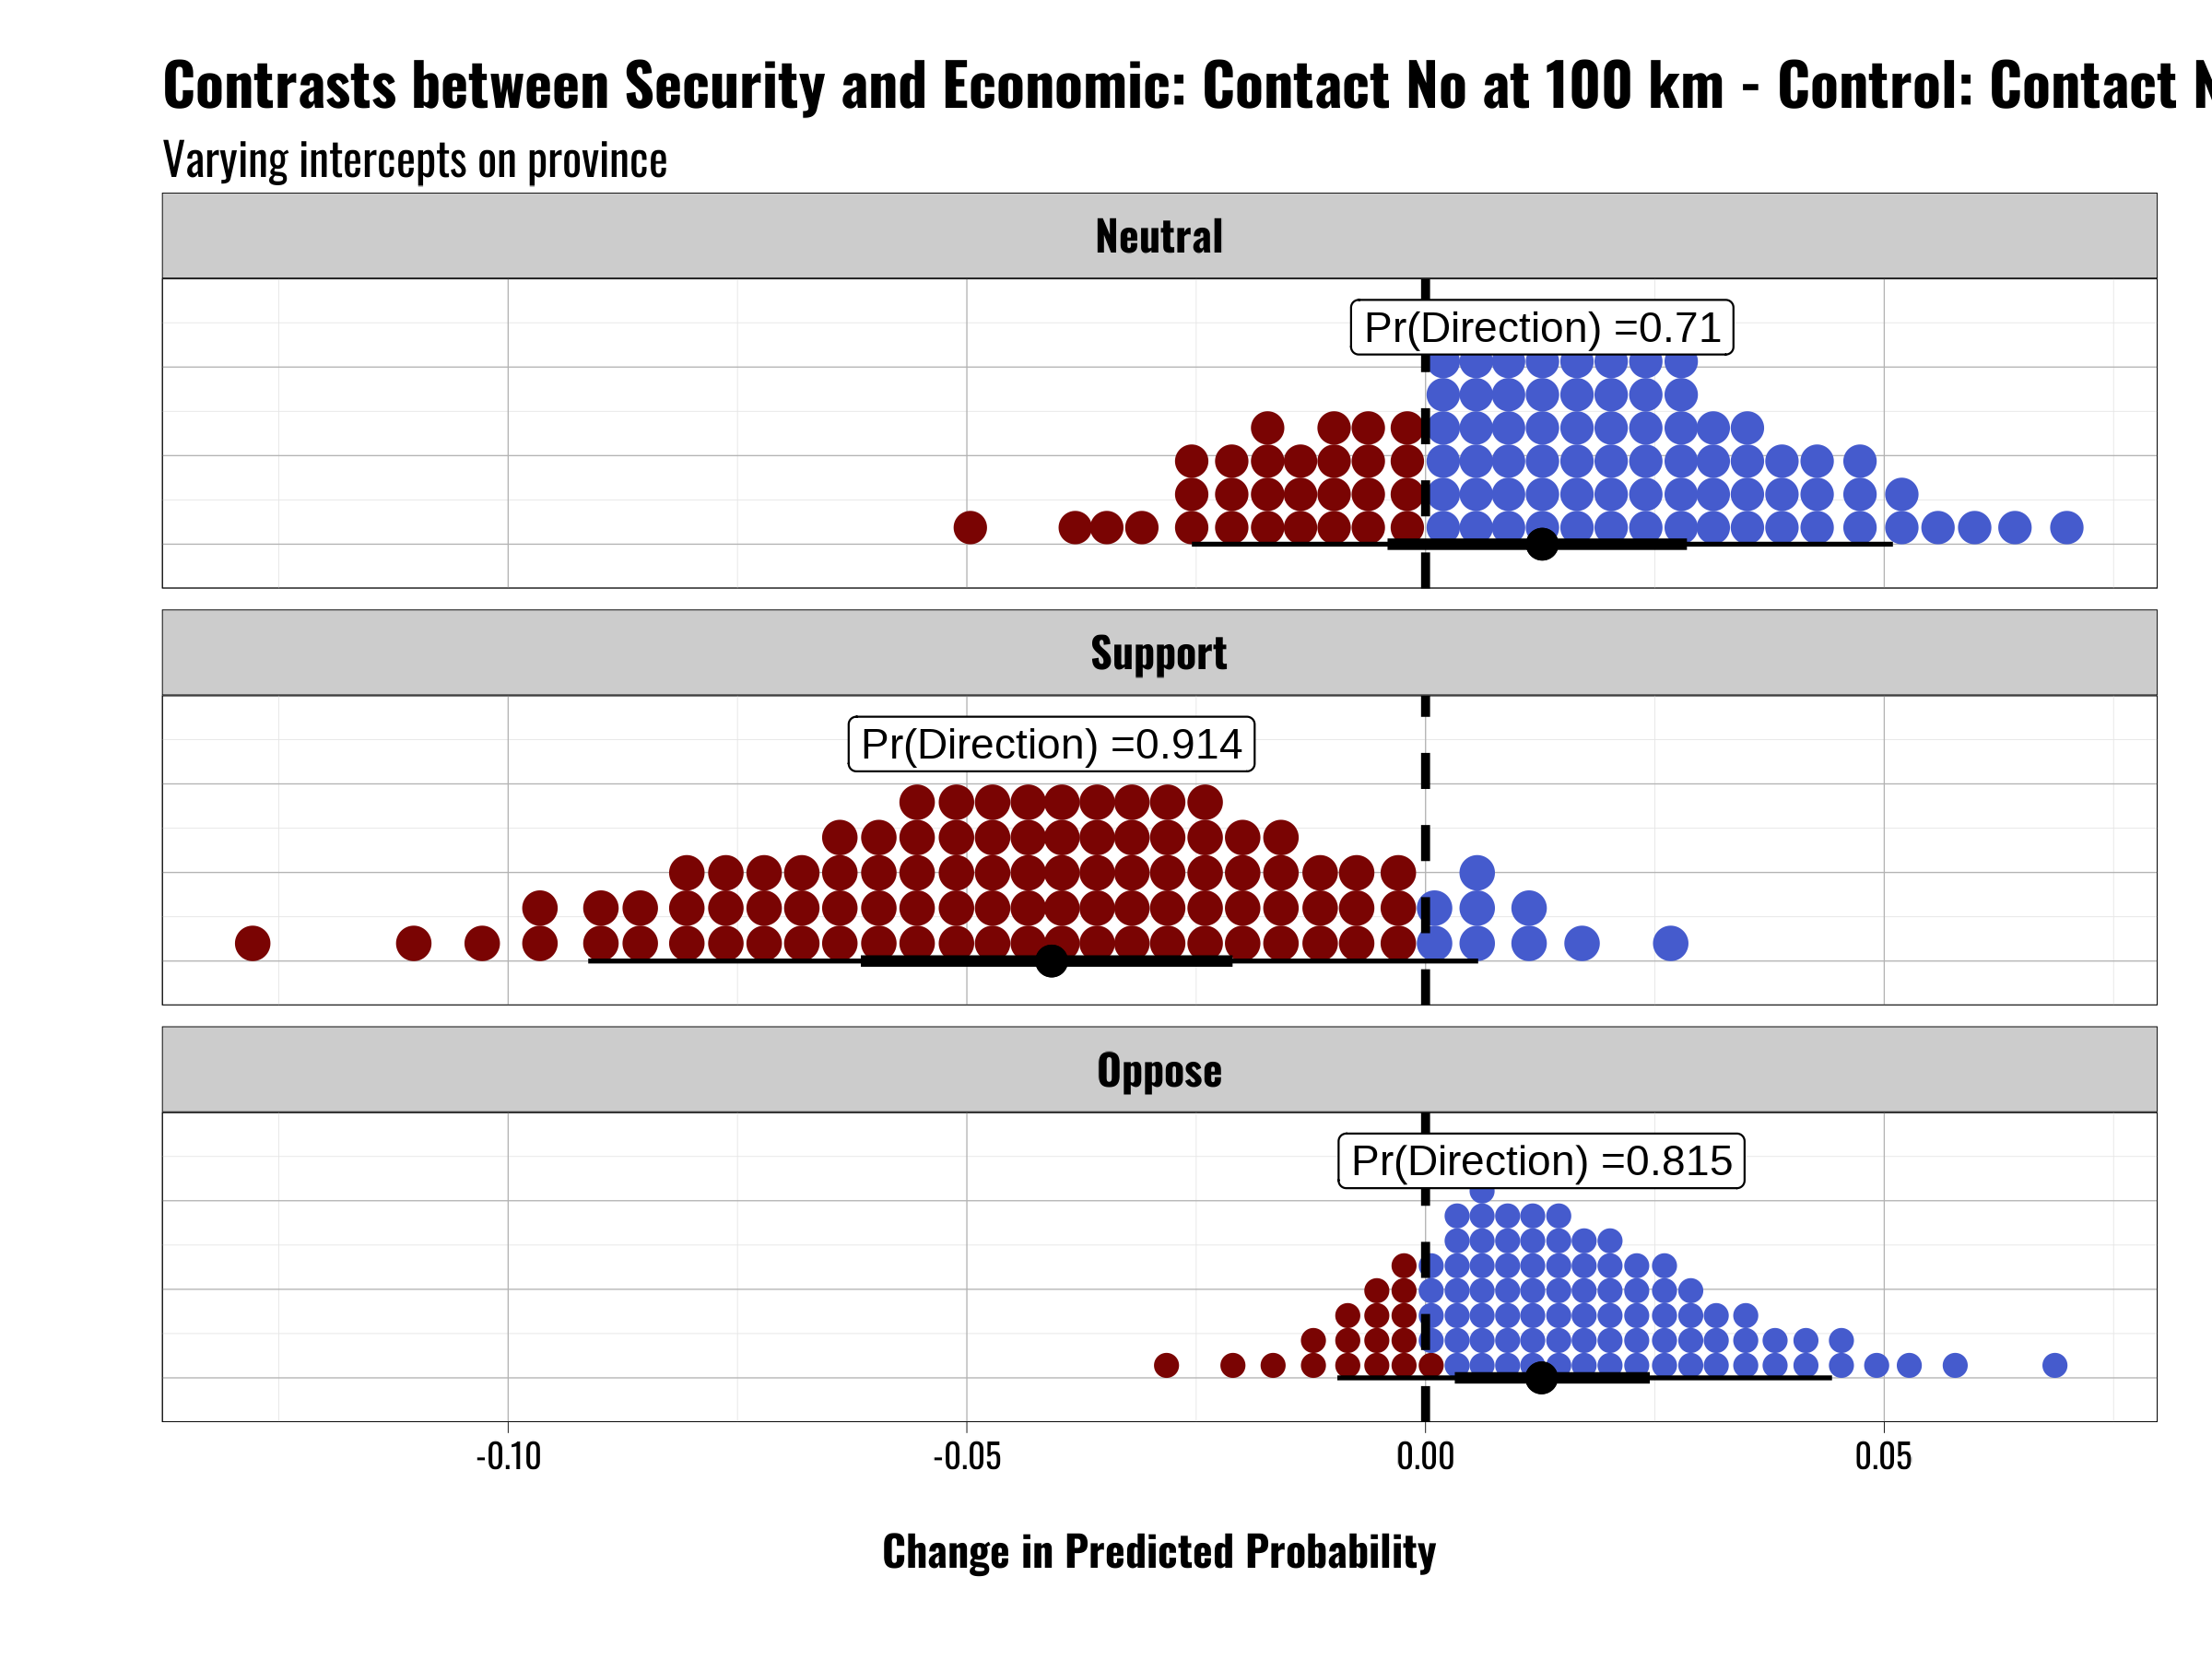 Contrasts between Security and Economic: Contact No at 100 km - Control: Contact
Varying intercepts on province
Neutral
Pr(Direction) =0.71
Support
Pr(Direction) =0.914
Oppose
Pr(Direction) =0.815
-0.10 -0.05 0.00 0.05
Change in Predicted Probability